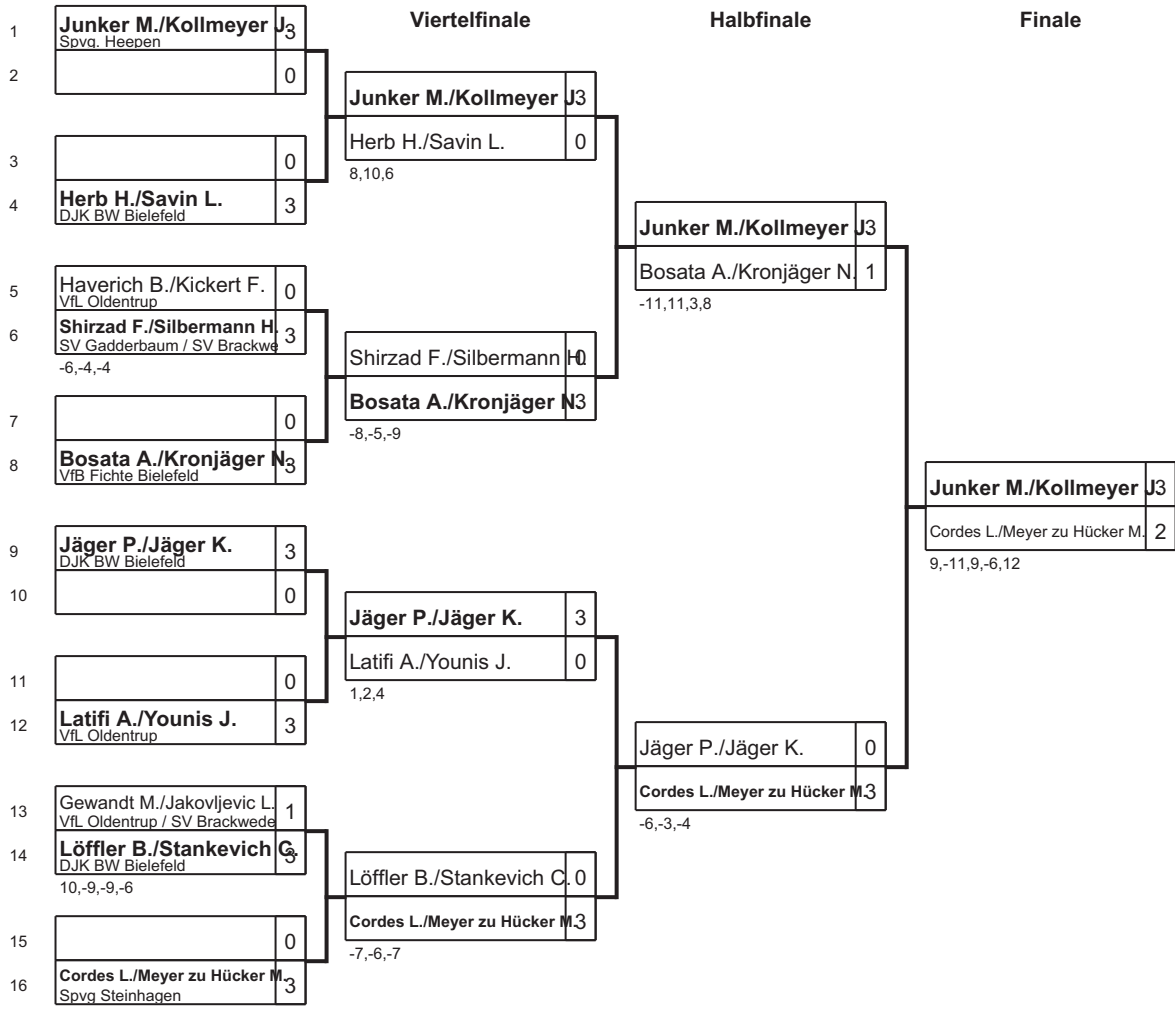 Viertelfinale
Halbfinale
Finale
1
Junker M./Kollmeyer J. 3
Spvg. Heepen
2
0
3
0
4
Herb H./Savin L. 3
DJK BW Bielefeld
5
Haverich B./Kickert F. 0
VfL Oldentrup
6
Shirzad F./Silbermann H. 3
SV Gadderbaum / SV Brackwe
-6,-4,-4
7
0
8
Bosata A./Kronjäger N. 3
VfB Fichte Bielefeld
9
Jäger P./Jäger K. 3
DJK BW Bielefeld
10
0
11
0
12
Latifi A./Younis J. 3
VfL Oldentrup
13
Gewandt M./Jakovljevic L. 1
VfL Oldentrup / SV Brackwede
14
Löffler B./Stankevich C. 3
DJK BW Bielefeld
10,-9,-9,-6
15
0
16
Cordes L./Meyer zu Hücker M. 3
Spvg Steinhagen
Junker M./Kollmeyer J. 3
Herb H./Savin L. 0
8,10,6
Shirzad F./Silbermann H. 0
Bosata A./Kronjäger N. 3
-8,-5,-9
Jäger P./Jäger K. 3
Latifi A./Younis J. 0
1,2,4
Löffler B./Stankevich C. 0
Cordes L./Meyer zu Hücker M. 3
-7,-6,-7
Junker M./Kollmeyer J. 3
Bosata A./Kronjäger N. 1
-11,11,3,8
Jäger P./Jäger K. 0
Cordes L./Meyer zu Hücker M. 3
-6,-3,-4
Junker M./Kollmeyer J. 3
Cordes L./Meyer zu Hücker M. 2
9,-11,9,-6,12